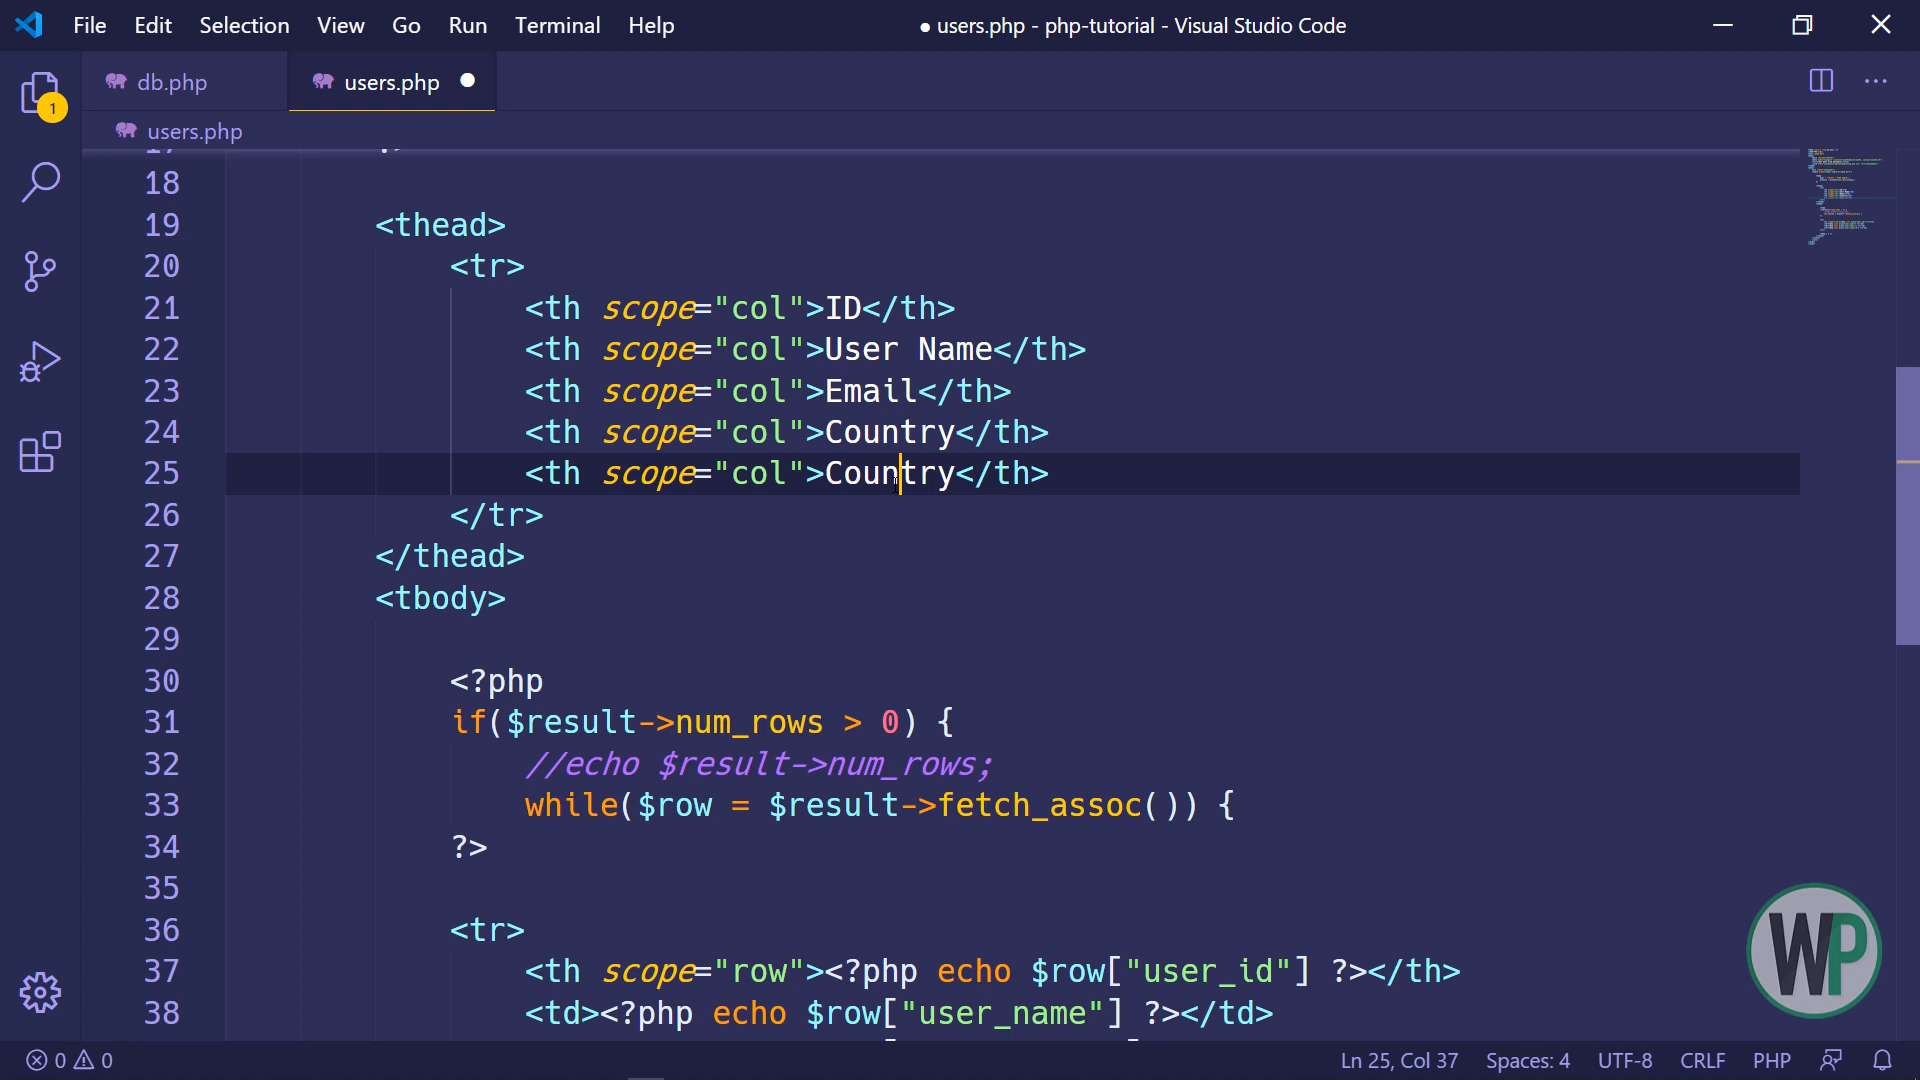 File Edit Selection View Go Run Terminal Help
● users.php - php-tutorial - Visual Studio Code
1
db.php
users.php ●
users.php
17 ?>
18
19 <thead>
20 <tr>
21 <th scope="col">ID</th>
22 <th scope="col">User Name</th>
23 <th scope="col">Email</th>
24 <th scope="col">Country</th>
25 <th scope="col">Country</th>
26 </tr>
27 </thead>
28 <tbody>
29
30 <?php
31 if($result->num_rows > 0) {
32 //echo $result->num_rows;
33 while($row = $result->fetch_assoc()) {
34 ?>
35
36 <tr>
37 <th scope="row"><?php echo $row["user_id"] ?></th>
38 <td><?php echo $row["user_name"] ?></td>
WP
0 0
Ln 25, Col 37 Spaces: 4 UTF-8 CRLF PHP